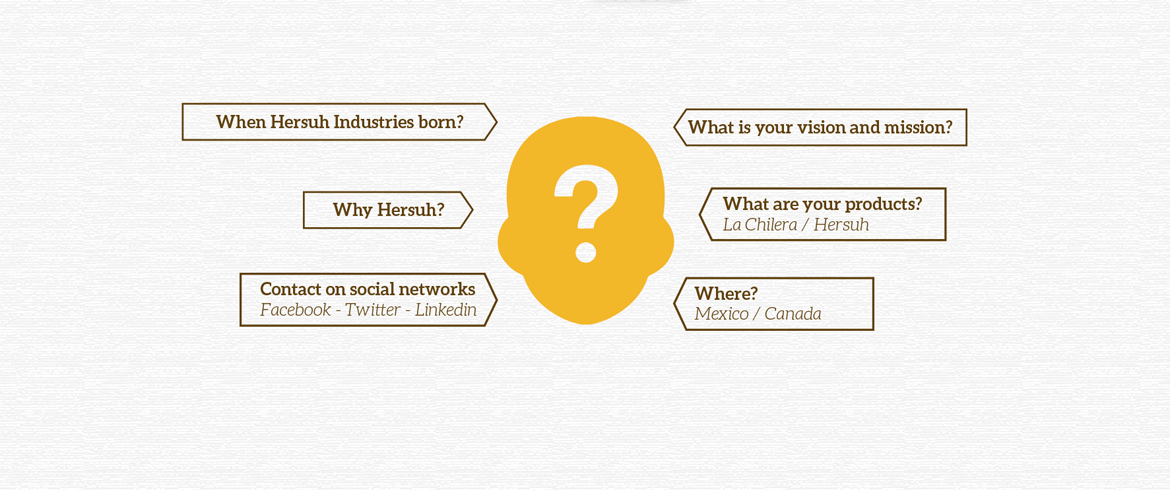 When Hersuh Industries born?
Why Hersuh?
Contact on social networks
Facebook - Twitter - Linkedin
?
What is your vision and mission?
What are your products?
La Chilera / Hersuh
Where?
Mexico / Canada